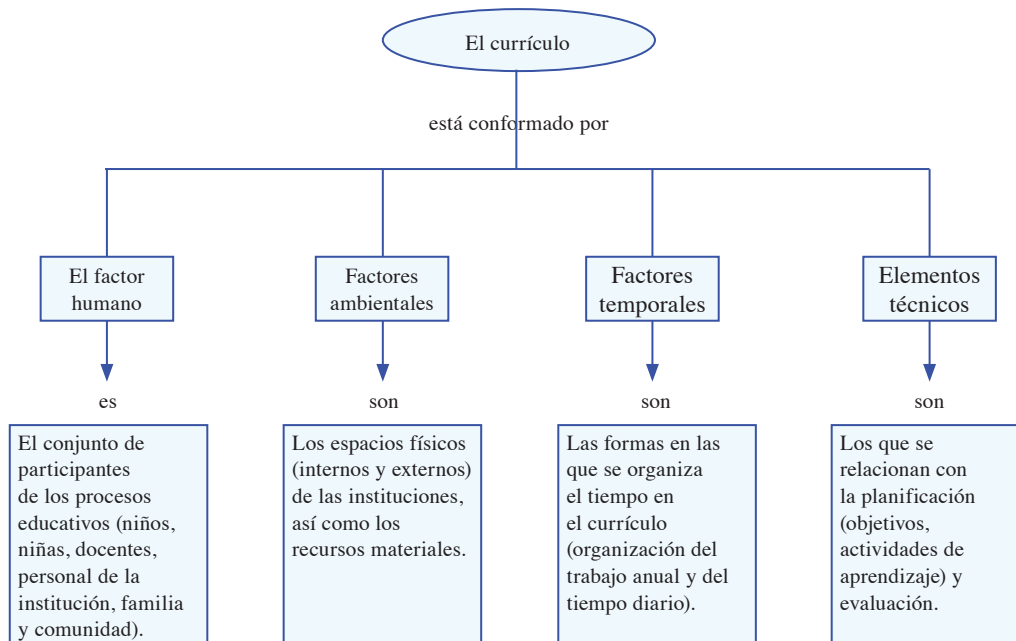 El currículo
está conformado por
El factor
humano
Factores
ambientales
Factores
temporales
Elementos
técnicos
es
son
son
son
El conjunto de
participantes
de los procesos
educativos (niños,
niñas, docentes,
personal de la
institución, familia
y comunidad).
Los espacios físicos
(internos y externos)
de las instituciones,
así como los
recursos materiales.
Las formas en las
que se organiza
el tiempo en
el currículo
(organización del
trabajo anual y del
tiempo diario).
Los que se
relacionan con
la planificación
(objetivos,
actividades de
aprendizaje) y
evaluación.